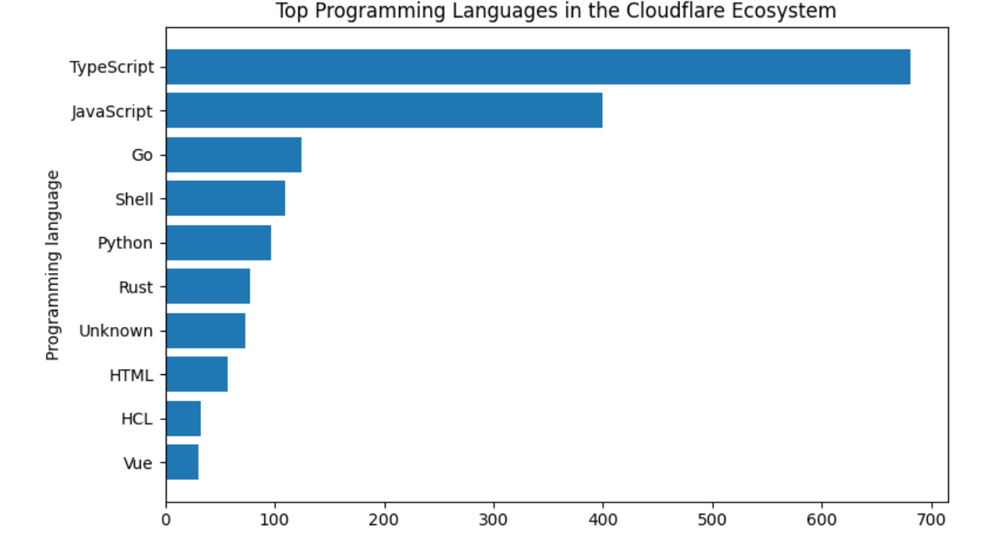 Top Programming Languages in the Cloudflare Ecosystem
Programming language
TypeScript
JavaScript
Go
Shell
Python
Rust
Unknown
HTML
HCL
Vue
0 100 200 300 400 500 600 700